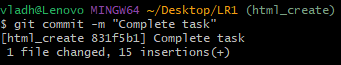 vladh@Lenovo MINGW64 ~/Desktop/LR1 (html_create)
$ git commit -m "Complete task"
[html_create 831f5b1] Complete task
 1 file changed, 15 insertions(+)